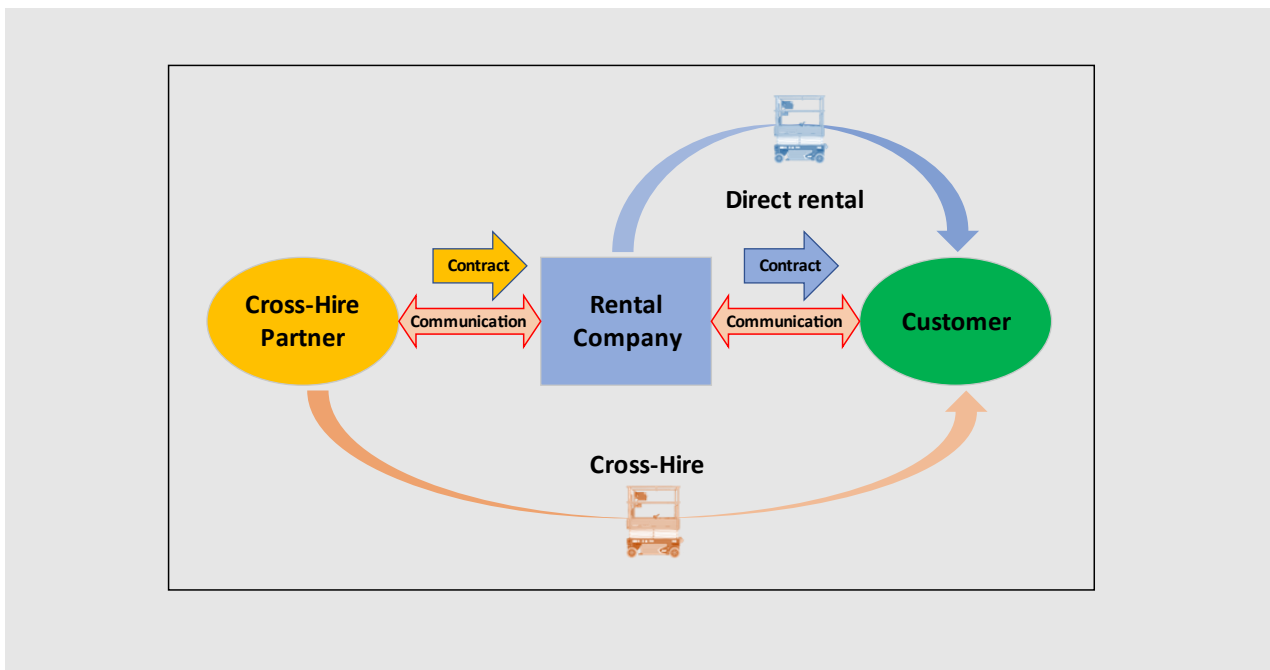 Direct rental
Contract
Contract
Cross-Hire
Partner
Communication
Rental
Company
Communication
Customer
Cross-Hire